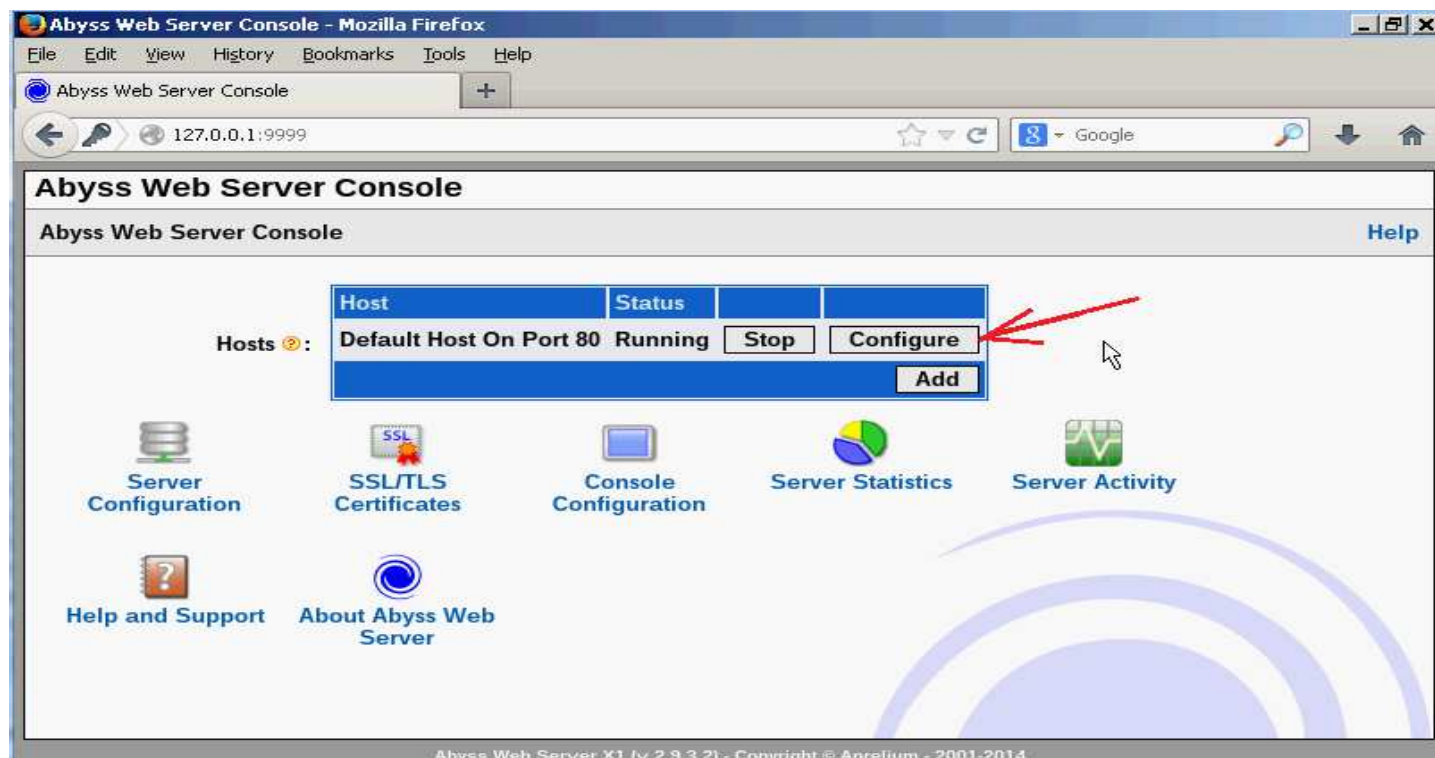 Abyss Web Server Console - Mozilla Firefox
File Edit View History Bookmarks Tools Help
Abyss Web Server Console
127.0.0.1:9999
Google
Abyss Web Server Console
Abyss Web Server Console
Help
Host Status
Hosts ? : Default Host On Port 80 Running Stop Configure
Add
SSL
Server Configuration
SSL/TLS Certificates
Console Configuration
Server Statistics
Server Activity
Help and Support
About Abyss Web Server
Abyss Web Server X1 (v 2.9.3.2) - Copyright © Aprelium - 2001-2014